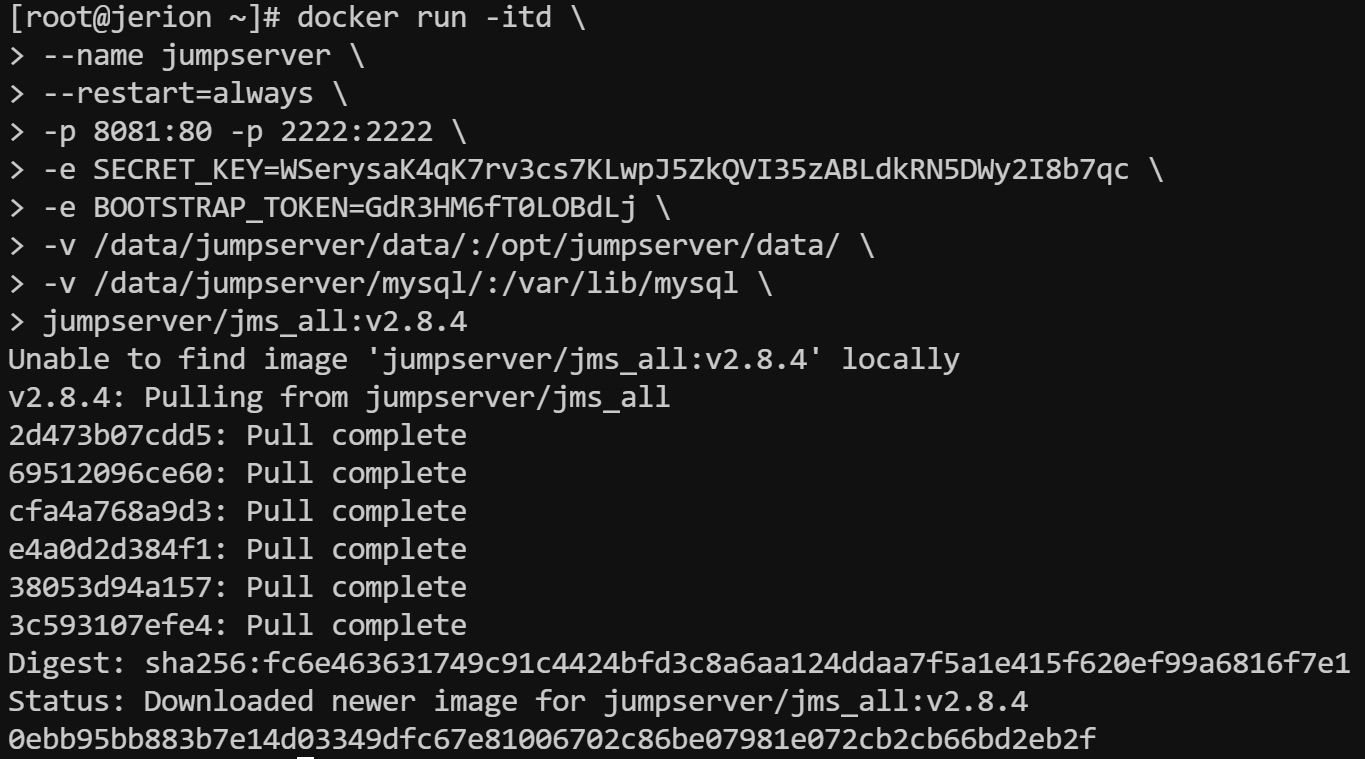 [root@jerion ~]# docker run -itd \
> --name jumpserver \
> --restart=always \
> -p 8081:80 -p 2222:2222 \
> -e SECRET_KEY=WSerysaK4qK7rv3cs7KLwpJ5ZkQVI35zABLdkRN5DWy2I8b7qc \
> -e BOOTSTRAP_TOKEN=GdR3HM6fT0LOBdLj \
> -v /data/jumpserver/data/:/opt/jumpserver/data/ \
> -v /data/jumpserver/mysql/:/var/lib/mysql \
> jumpserver/jms_all:v2.8.4
Unable to find image 'jumpserver/jms_all:v2.8.4' locally
v2.8.4: Pulling from jumpserver/jms_all
2d473b07cdd5: Pull complete
69512096ce60: Pull complete
cfa4a768a9d3: Pull complete
e4a0d2d384f1: Pull complete
38053d94a157: Pull complete
3c593107efe4: Pull complete
Digest: sha256:fc6e463631749c91c4424bfd3c8a6aa124ddaa7f5a1e415f620ef99a6816f7e1
Status: Downloaded newer image for jumpserver/jms_all:v2.8.4
0ebb95bb883b7e14d03349dfc67e81006702c86be07981e072cb2cb66bd2eb2f